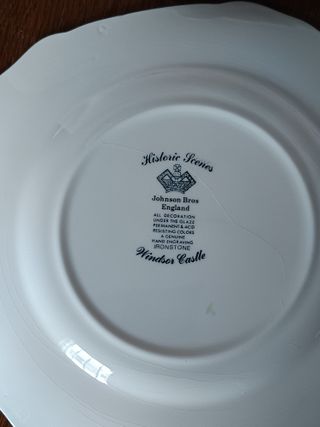 Historic Scenes
Johnson Bros
England
ALL DECORATION
UNDER THE GLAZE
PERMANENT & ACID
RESISTING COLORS
A GENUINE
HAND ENGRAVING
IRONSTONE
Windsor Castle